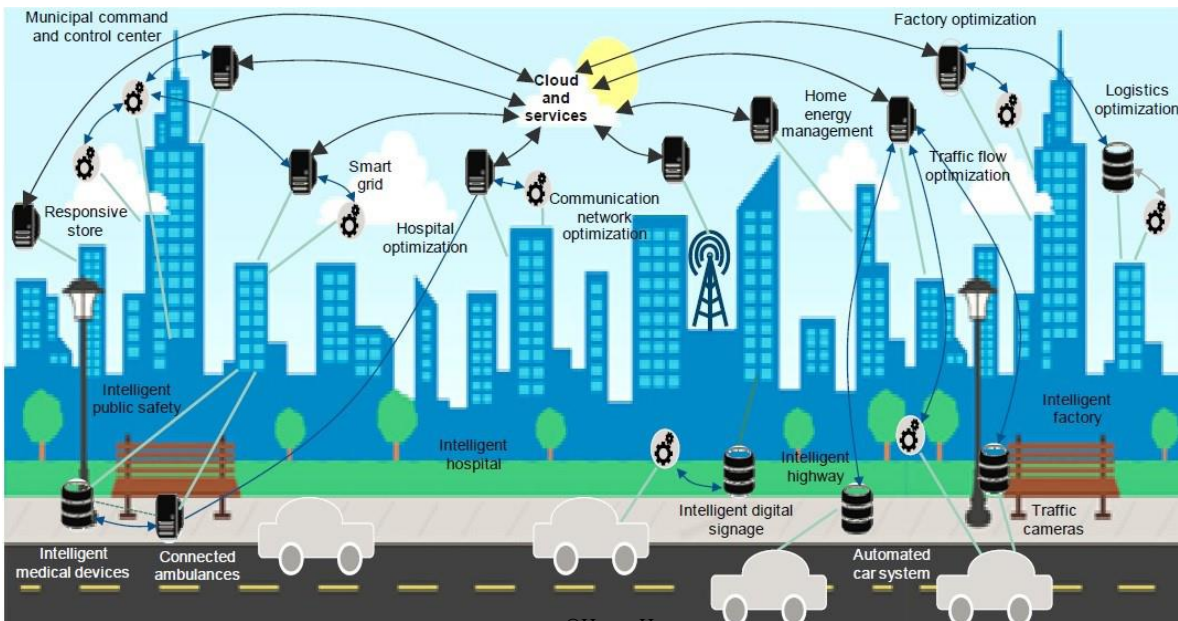 Municipal command
and control center
Factory optimization
Cloud
and
services
Home
energy
management
Logistics
optimization
Smart
grid
Traffic flow
optimization
Responsive
store
Communication
network
optimization
Hospital
optimization
Intelligent
public safety
Intelligent
hospital
Intelligent
highway
Intelligent
factory
Intelligent digital
signage
Traffic
cameras
Intelligent
medical devices
Connected
ambulances
Automated
car system